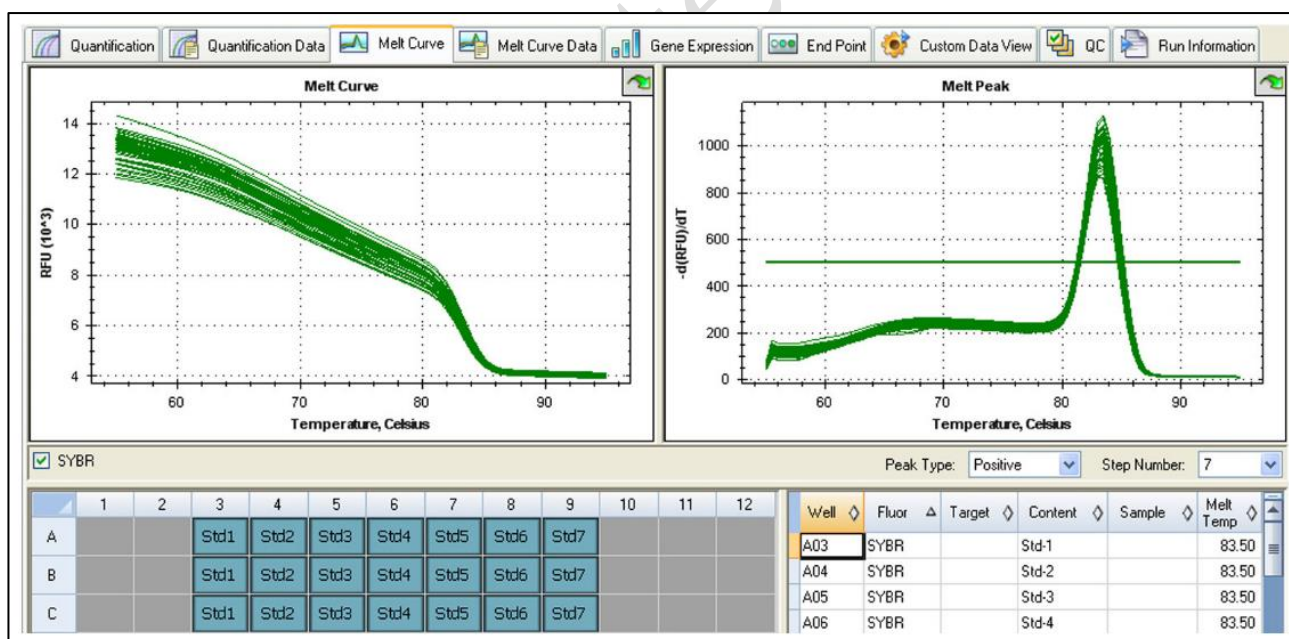 Quantification Quantification Data Melt Curve Melt Curve Data Gene Expression End Point Custom Data View QC Run Information
Melt Curve
14
12
10
8
6
4
RFU (10^3)
60 70 80 90
Temperature, Celsius
Melt Peak
1000
800
600
400
200
0
-d(RFU)/dT
60 70 80 90
Temperature, Celsius
SYBR
Peak Type: Positive Step Number: 7
1 2 3 4 5 6 7 8 9 10 11 12
A Std1 Std2 Std3 Std4 Std5 Std6 Std7
B Std1 Std2 Std3 Std4 Std5 Std6 Std7
C Std1 Std2 Std3 Std4 Std5 Std6 Std7
Well Fluor Target Content Sample Melt Temp
A03 SYBR Std-1 83.50
A04 SYBR Std-2 83.50
A05 SYBR Std-3 83.50
A06 SYBR Std-4 83.50